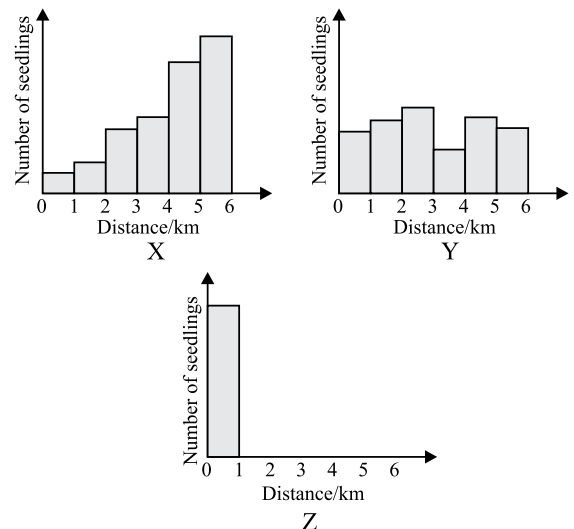 Number of seedlings
0 1 2 3 4 5 6
Distance/km
X
Number of seedlings
0 1 2 3 4 5 6
Distance/km
Y
Number of seedlings
0 1 2 3 4 5 6
Distance/km
Z